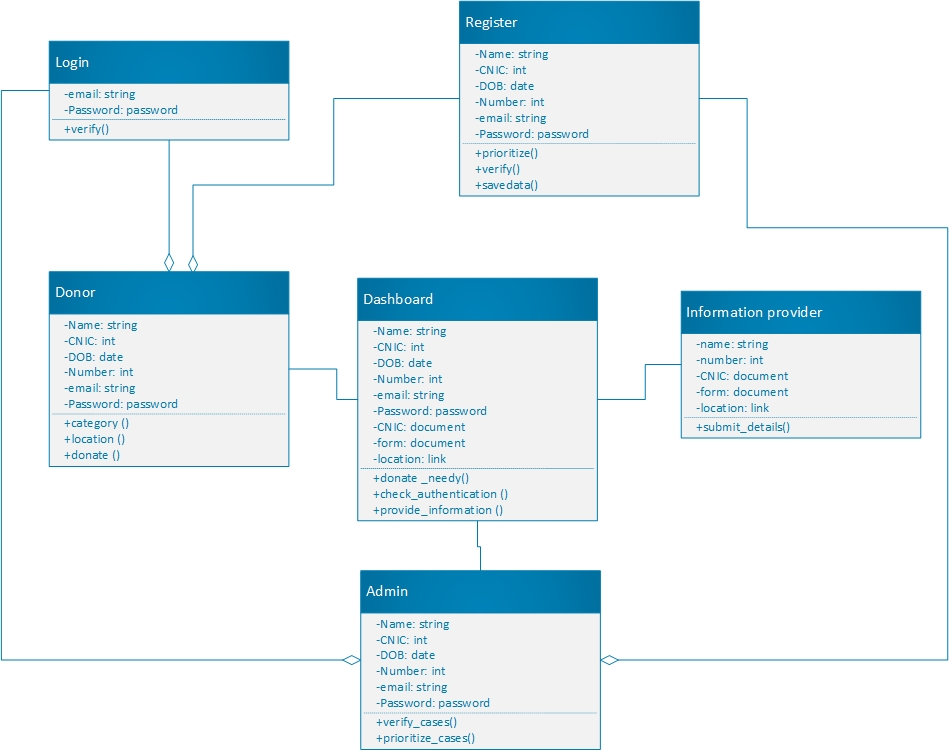 Register
-Name: string
-CNIC: int
-DOB: date
-Number: int
-email: string
-Password: password
+prioritize()
+verify()
+savedata()
Login
-email: string
-Password: password
+verify()
Donor
-Name: string
-CNIC: int
-DOB: date
-Number: int
-email: string
-Password: password
+category ()
+location ()
+donate ()
Dashboard
-Name: string
-CNIC: int
-DOB: date
-Number: int
-email: string
-Password: password
-CNIC: document
-form: document
-location: link
+donate _needy()
+check_authentication ()
+provide_information ()
Information provider
-name: string
-number: int
-CNIC: document
-form: document
-location: link
+submit_details()
Admin
-Name: string
-CNIC: int
-DOB: date
-Number: int
-email: string
-Password: password
+verify_cases()
+prioritize_cases()